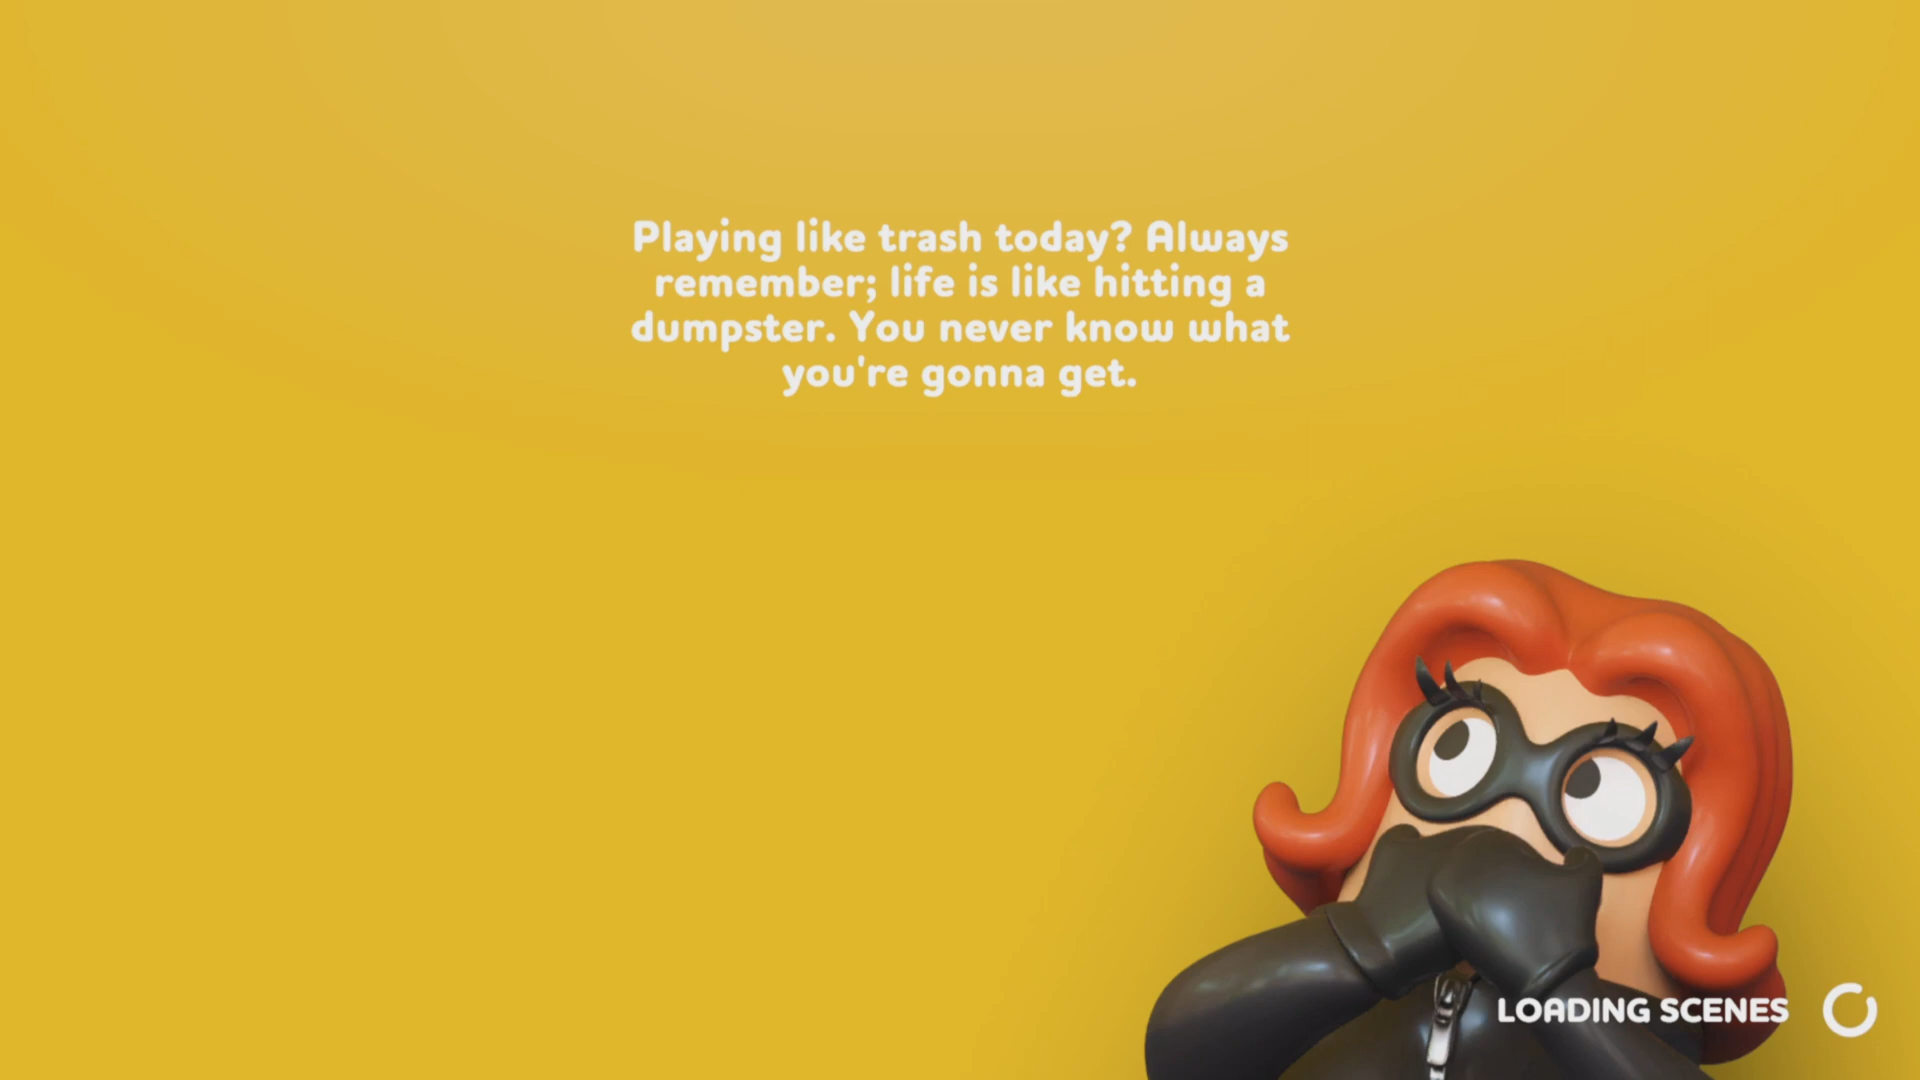 Playing like trash today? Always
remember; life is like hitting a
dumpster. You never know what
you're gonna get.
LOADING SCENES